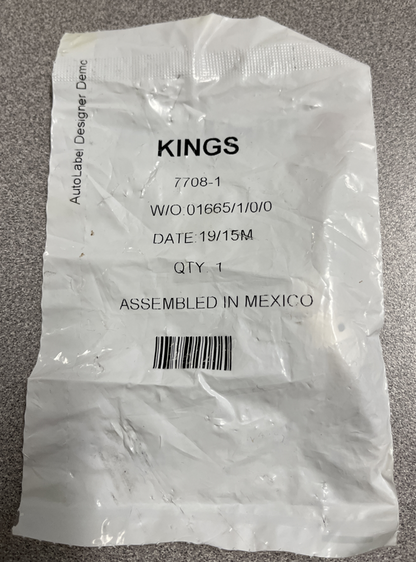 AutoLabel Designer Demo
KINGS
7708-1
W/O:01665/1/0/0
DATE:19/15M
QTY: 1
ASSEMBLED IN MEXICO